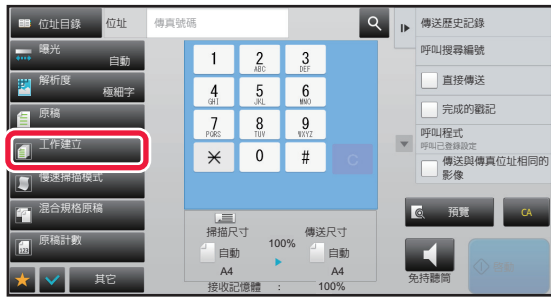 位址目錄
位址
傳真號碼
傳送歷史記錄
曝光
自動
呼叫搜尋編號
解析度
極細字
直接傳送
原稿
完成的戳記
工作建立
呼叫程式
呼叫已登錄設定
慢速掃描模式
傳送與傳真位址相同的
影像
混合規格原稿
原稿計數
其它
1
2
ABC
3
DEF
4
GHI
5
JKL
6
MNO
7
PQRS
8
TUV
9
WXYZ
0
#
C
掃描尺寸
傳送尺寸
100%
自動
自動
A4
A4
接收記憶體 : 100%
預覽
CA
免持聽筒
啟動